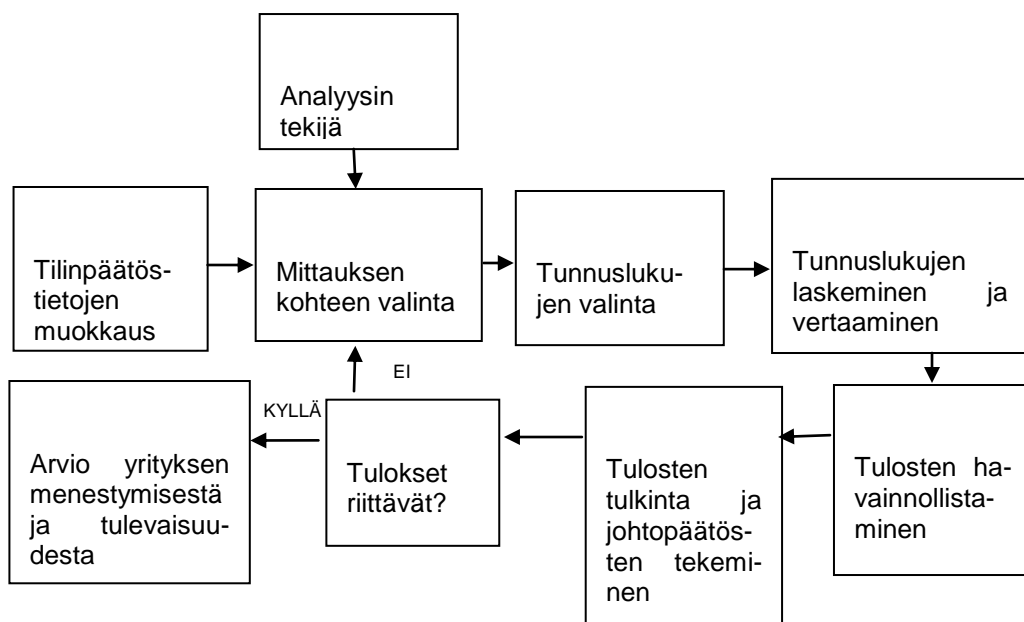 Analyysin
tekijä
Tilinpäätös-
tietojen
muokkaus
Mittauksen
kohteen valinta
Tunnusluku-
jen valinta
Tunnuslukujen
laskeminen ja
vertaaminen
EI
KYLLÄ
Arvio yrityksen
menestymisestä
ja tulevaisuu-
desta
Tulokset
riittävät?
Tulosten
tulkinta ja
johtopäätös-
ten tekemi-
nen
Tulosten ha-
vainnollista-
minen